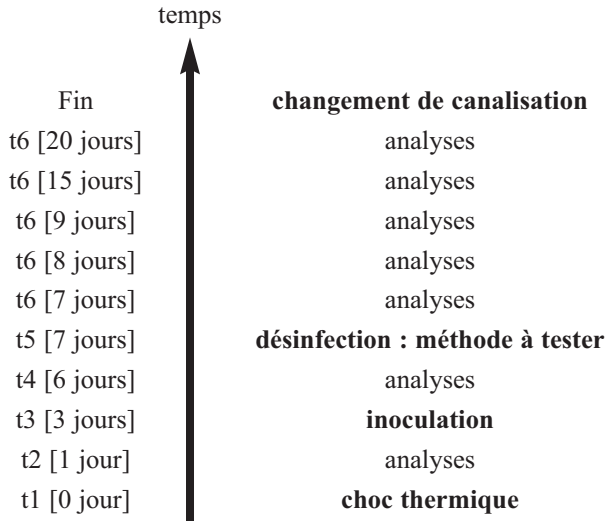 temps
Fin changement de canalisation
t6 [20 jours] analyses
t6 [15 jours] analyses
t6 [9 jours] analyses
t6 [8 jours] analyses
t6 [7 jours] analyses
t5 [7 jours] désinfection : méthode à tester
t4 [6 jours] analyses
t3 [3 jours] inoculation
t2 [1 jour] analyses
t1 [0 jour] choc thermique